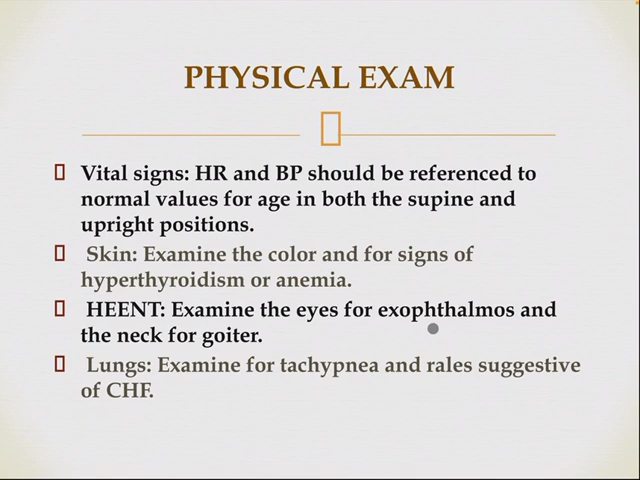 PHYSICAL EXAM
Vital signs: HR and BP should be referenced to
normal values for age in both the supine and
upright positions.
Skin: Examine the color and for signs of
hyperthyroidism or anemia.
HEENT: Examine the eyes for exophthalmos and
the neck for goiter.
Lungs: Examine for tachypnea and rales suggestive
of CHF.